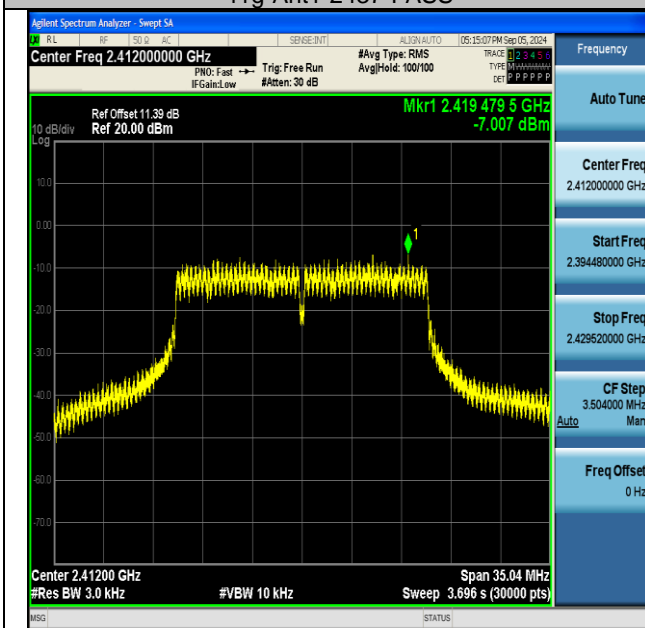 11g-Ant1-2437 PASS
Agilent Spectrum Analyzer - Swept SA
RL RF 50 Ω AC SENSE:INT ALIGN AUTO 05:15:07 PM Sep 05, 2024
Center Freq 2.412000000 GHz
PNO: Fast
IFGain:Low
Trig: Free Run
#Atten: 30 dB
#Avg Type: RMS
Avg|Hold: 100/100
TRACE 1 2 3 4 5 6
TYPE M
DET P P P P P P
Ref Offset 11.39 dB
Ref 20.00 dBm
10 dB/div
Log
Mkr1 2.419 479 5 GHz
-7.007 dBm
10.0
0.00
-10.0
-20.0
-30.0
-40.0
-50.0
-60.0
-70.0
1
Center 2.41200 GHz
#Res BW 3.0 kHz
#VBW 10 kHz
Span 35.04 MHz
Sweep 3.696 s (30000 pts)
MSG
STATUS
Frequency
Auto Tune
Center Freq
2.412000000 GHz
Start Freq
2.394480000 GHz
Stop Freq
2.429520000 GHz
CF Step
3.504000 MHz
Auto Man
Freq Offset
0 Hz